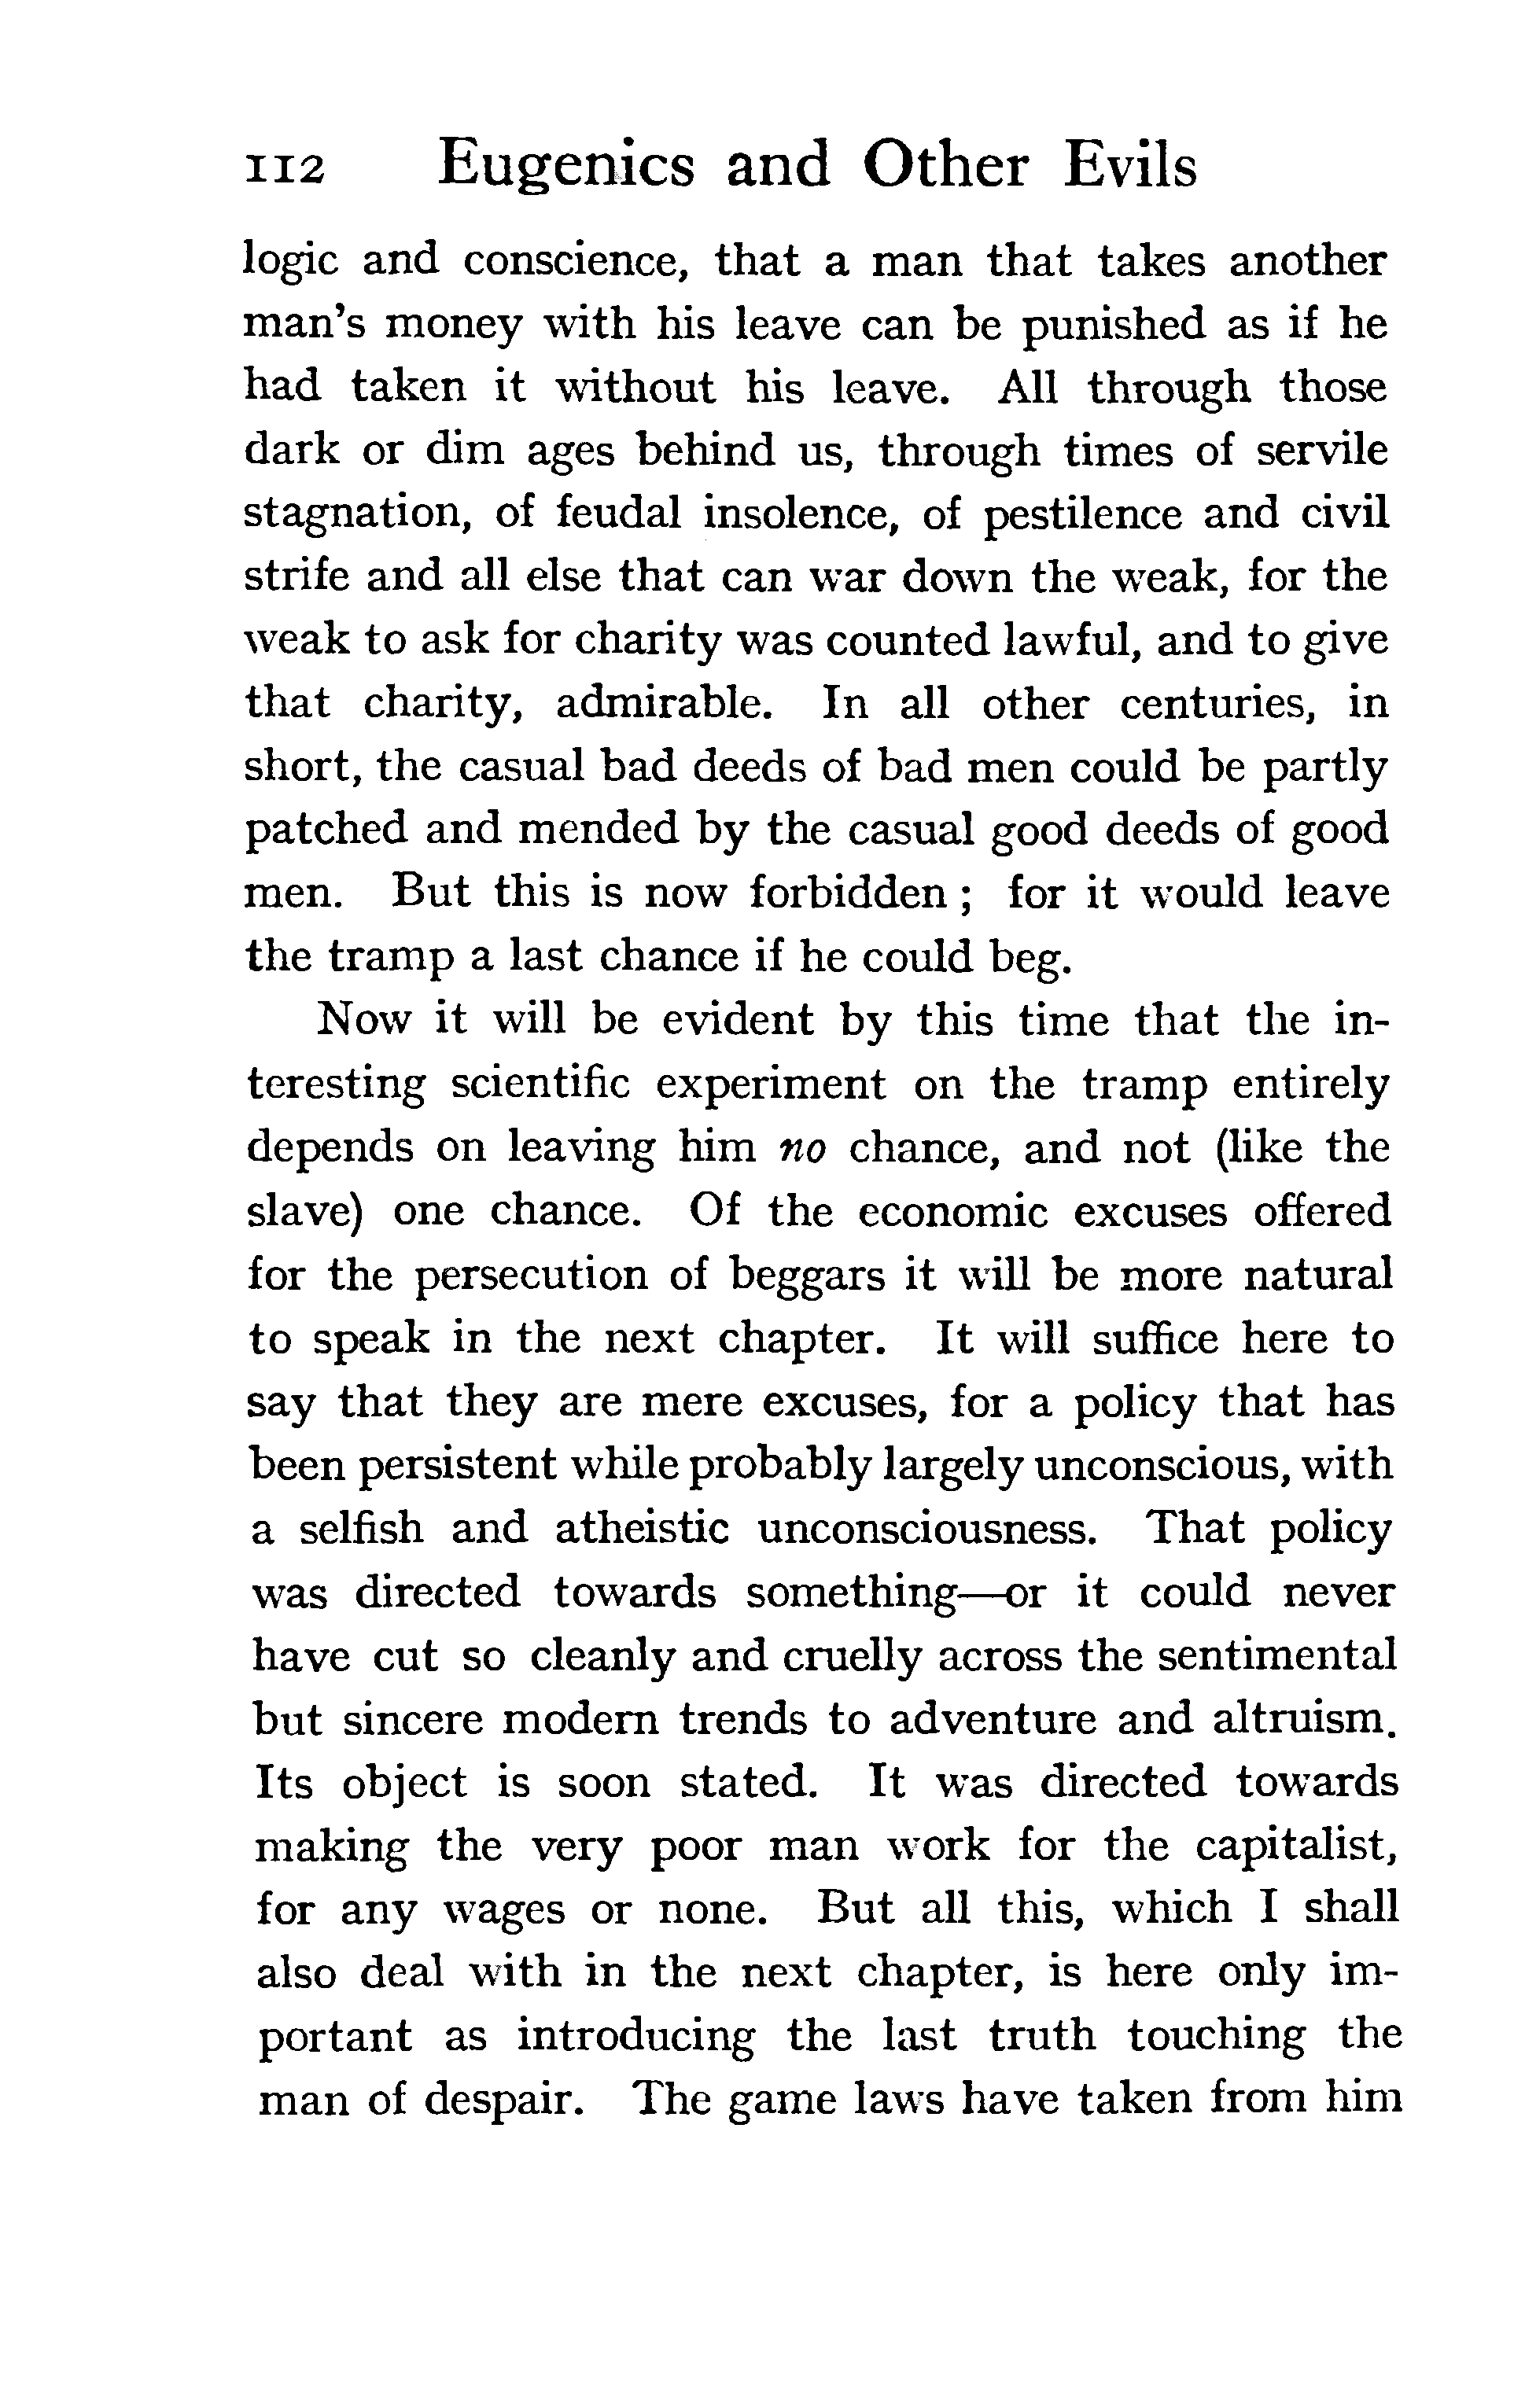 112 Eugenics and Other Evils
logic and conscience, that a man that takes another
man's money with his leave can be punished as if he
had taken it without his leave. All through those
dark or dim ages behind us, through times of servile
stagnation, of feudal insolence, of pestilence and civil
strife and all else that can war down the weak, for the
weak to ask for charity was counted lawful, and to give
that charity, admirable. In all other centuries, in
short, the casual bad deeds of bad men could be partly
patched and mended by the casual good deeds of good
men. But this is now forbidden ; for it would leave
the tramp a last chance if he could beg.
Now it will be evident by this time that the in-
teresting scientific experiment on the tramp entirely
depends on leaving him no chance, and not (like the
slave) one chance. Of the economic excuses offered
for the persecution of beggars it will be more natural
to speak in the next chapter. It will suffice here to
say that they are mere excuses, for a policy that has
been persistent while probably largely unconscious, with
a selfish and atheistic unconsciousness. That policy
was directed towards something—or it could never
have cut so cleanly and cruelly across the sentimental
but sincere modern trends to adventure and altruism.
Its object is soon stated. It was directed towards
making the very poor man work for the capitalist,
for any wages or none. But all this, which I shall
also deal with in the next chapter, is here only im-
portant as introducing the last truth touching the
man of despair. The game laws have taken from him